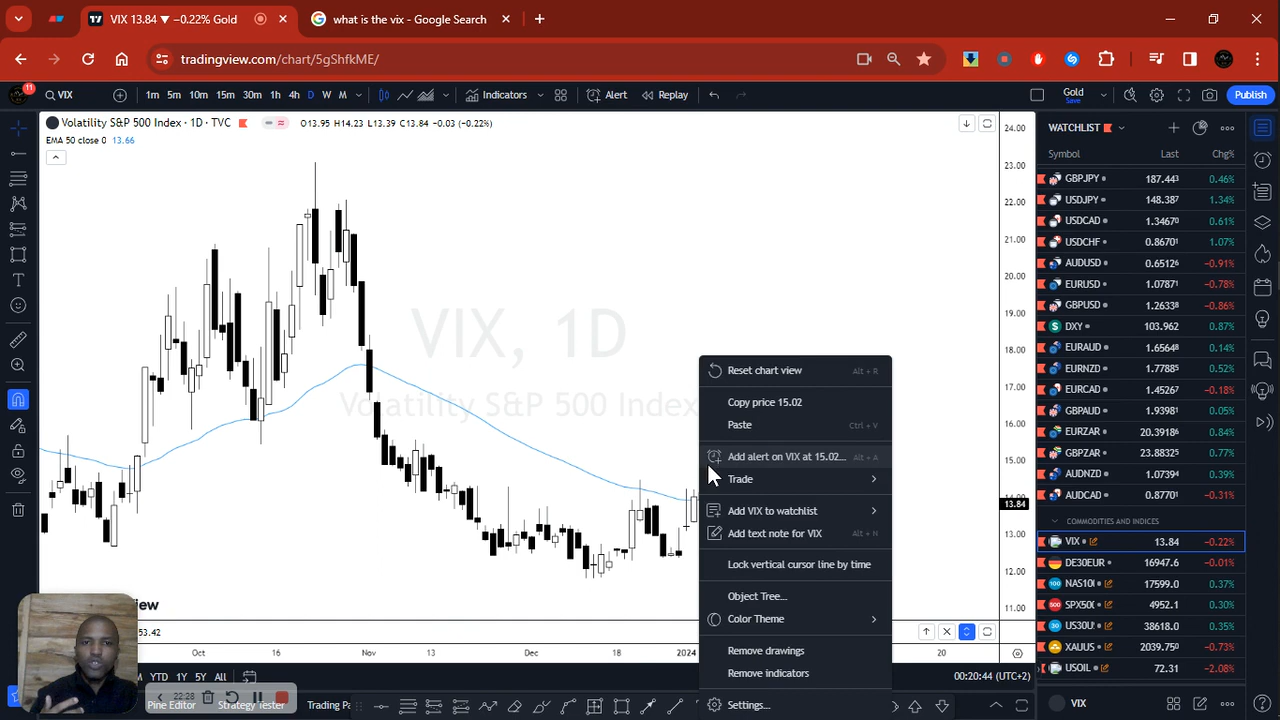 VIX 13.84 ▼ −0.22% Gold
what is the vix - Google Search
tradingview.com/chart/5gShfkME/
11
VIX
1m 5m 10m 15m 30m 1h 4h D W M
Indicators
Alert
Replay
Gold
Save
Publish
Volatility S&P 500 Index · 1D · TVC
O13.95 H14.23 L13.39 C13.84 −0.03 (−0.22%)
EMA 50 close 0 13.66
VIX, 1D
Volatility S&P 500 Index
24.00
23.00
22.00
21.00
20.00
19.00
18.00
17.00
16.00
15.00
14.00
13.84
13.00
12.00
11.00
Reset chart view Alt + R
Copy price 15.02
Paste Ctrl + V
Add alert on VIX at 15.02... Alt + A
Trade
Add VIX to watchlist
Add text note for VIX Alt + N
Lock vertical cursor line by time
Object Tree...
Color Theme
Remove drawings
Remove indicators
Settings...
53.42
Oct 16 Nov 13 Dec 18 2024 20
YTD 1Y 5Y All
00:20:44 (UTC+2)
22:28
Pine Editor
Strategy Tester
Trading Pa
WATCHLIST
Symbol Last Chg%
GBPJPY 187.443 0.46%
USDJPY 148.387 1.34%
USDCAD 1.34670 0.61%
USDCHF 0.86701 1.07%
AUDUSD 0.65126 −0.91%
EURUSD 1.07871 −0.78%
GBPUSD 1.26338 −0.86%
DXY 103.962 0.87%
EURAUD 1.65648 0.14%
EURNZD 1.77885 0.52%
EURCAD 1.45267 −0.18%
GBPAUD 1.93981 0.05%
EURZAR 20.39186 0.84%
GBPZAR 23.88325 0.77%
AUDNZD 1.07394 0.39%
AUDCAD 0.87701 −0.31%
COMMODITIES AND INDICES
VIX 13.84 −0.22%
DE30EUR 16947.6 −0.01%
NAS10 17599.0 0.37%
SPX50 4952.1 0.30%
US30U 38618.0 0.35%
XAUUS 2039.750 −0.73%
USOIL 72.31 −2.08%
VIX